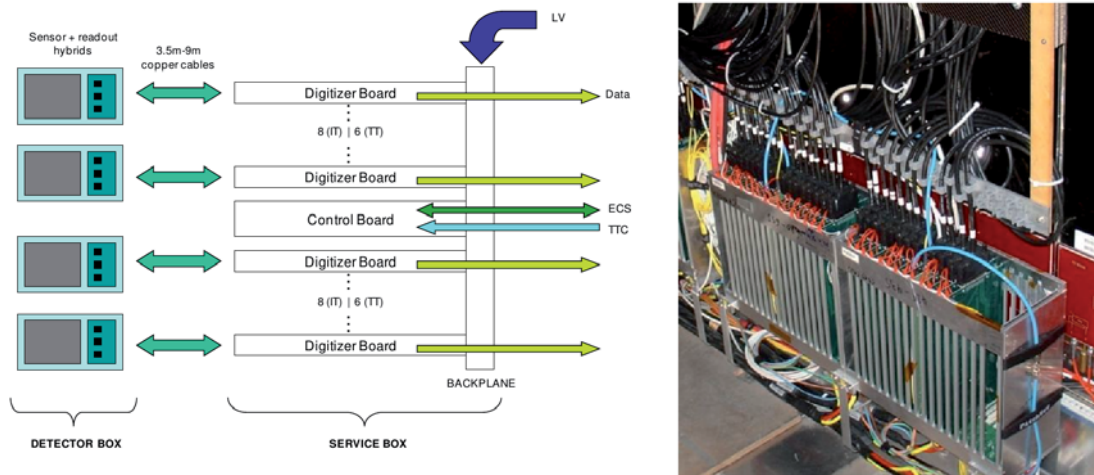 LV
Sensor + readout
hybrids
3.5m-9m
copper cables
Digitizer Board
Data
8 (IT) | 6 (TT)
Digitizer Board
Control Board
ECS
TTC
Digitizer Board
8 (IT) | 6 (TT)
Digitizer Board
BACKPLANE
DETECTOR BOX
SERVICE BOX